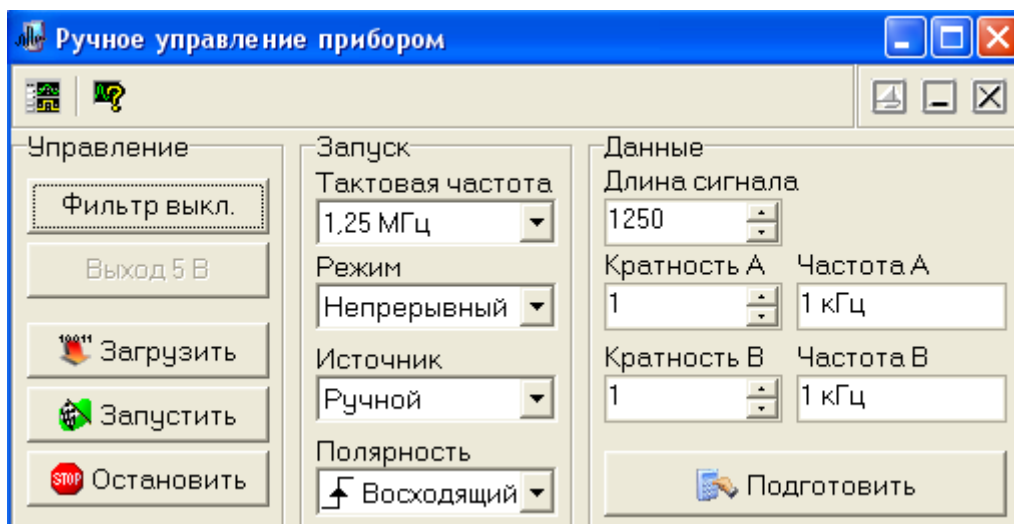 Ручное управление прибором
Управление
Фильтр выкл.
Выход 5 В
10011
Загрузить
Запустить
STOP Остановить
Запуск
Тактовая частота
1,25 МГц
Режим
Непрерывный
Источник
Ручной
Полярность
Восходящий
Данные
Длина сигнала
1250
Кратность А Частота А
1 1 кГц
Кратность В Частота В
1 1 кГц
Подготовить